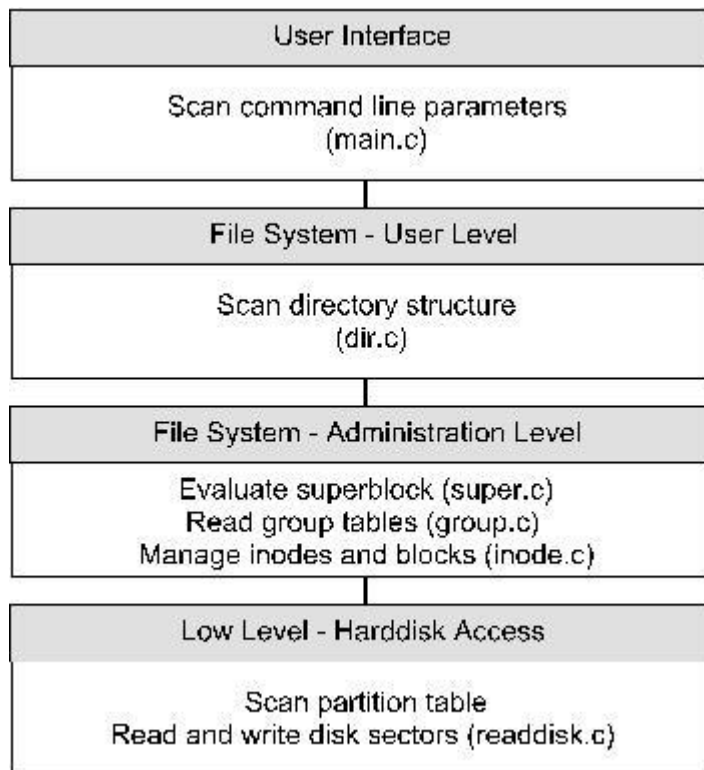 User Interface
Scan command line parameters
(main.c)
File System - User Level
Scan directory structure
(dir.c)
File System - Administration Level
Evaluate superblock (super.c)
Read group tables (group.c)
Manage inodes and blocks (inode.c)
Low Level - Harddisk Access
Scan partition table
Read and write disk sectors (readdisk.c)